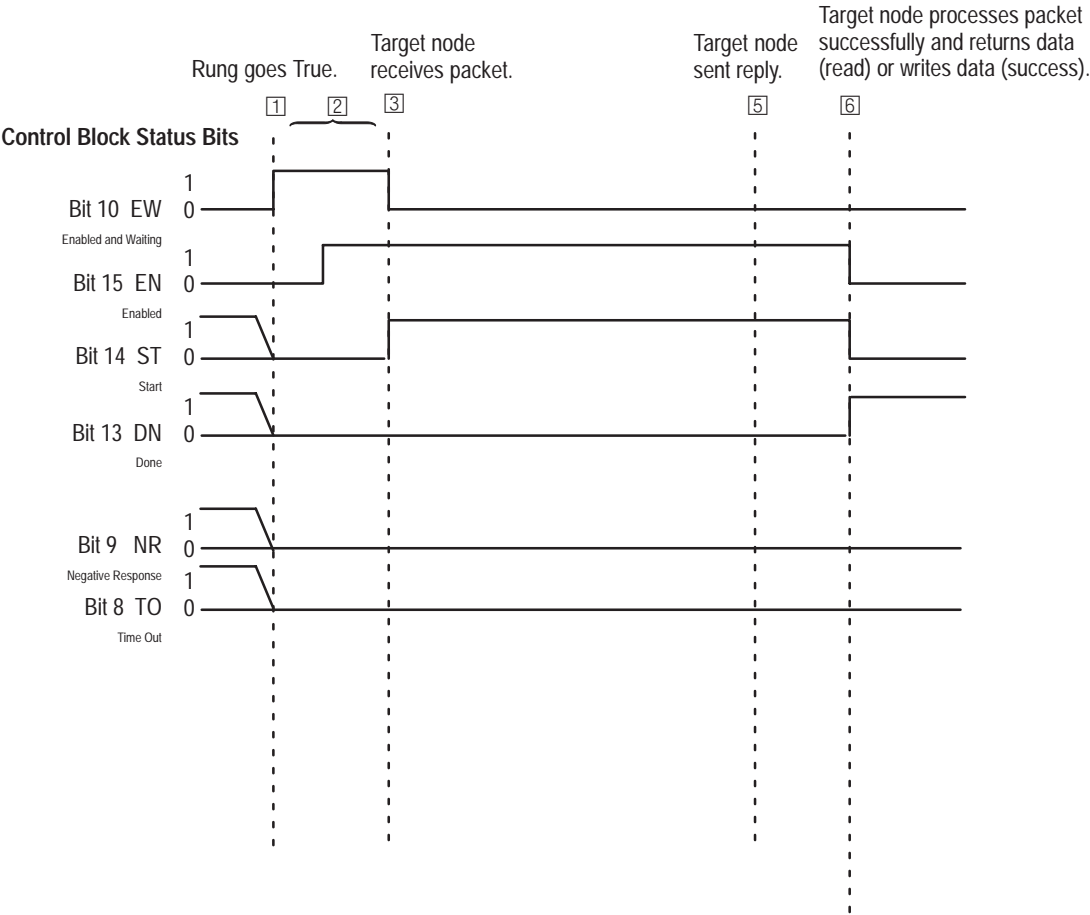 Target node processes packet
successfully and returns data
(read) or writes data (success).
Target node
sent reply.
Target node
receives packet.
Rung goes True.
1
2
3
5
6
Control Block Status Bits
1
Bit 10 EW 0
Enabled and Waiting
1
Bit 15 EN 0
Enabled
1
Bit 14 ST 0
Start
1
Bit 13 DN 0
Done
1
Bit 9 NR 0
Negative Response
1
Bit 8 TO 0
Time Out